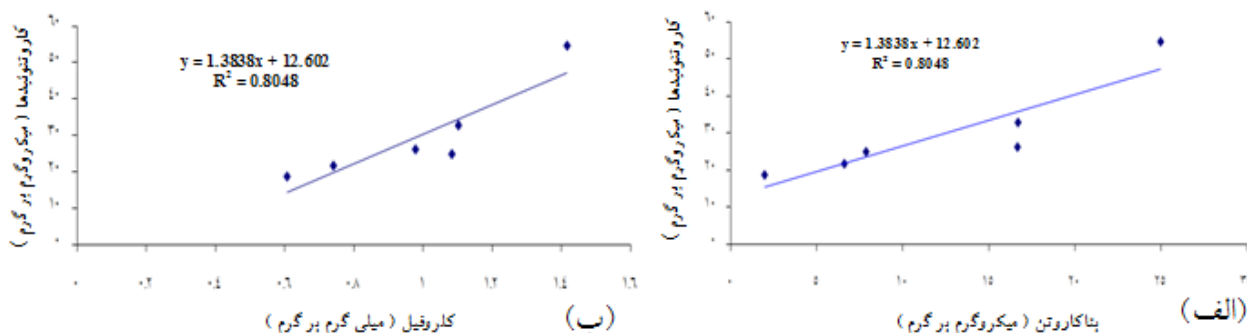 کاروتنوئیدها ( میکروگرم بر گرم )
۶۰
۵۰
۴۰
۳۰
۲۰
۱۰
۰
y = 1.3838x + 12.602
R² = 0.8048
۰ ۵ ۱۰ ۱۵ ۲۰ ۲۵
بتاکاروتن ( میکروگرم بر گرم )
(الف)
کاروتنوئیدها ( میکروگرم بر گرم )
۶۰
۵۰
۴۰
۳۰
۲۰
۱۰
۰
y = 1.3838x + 12.602
R² = 0.8048
۰ ۰.۲ ۰.۴ ۰.۶ ۰.۸ ۱ ۱.۲ ۱.۴ ۱.۶
کلروفیل ( میلی گرم بر گرم )
(ب)